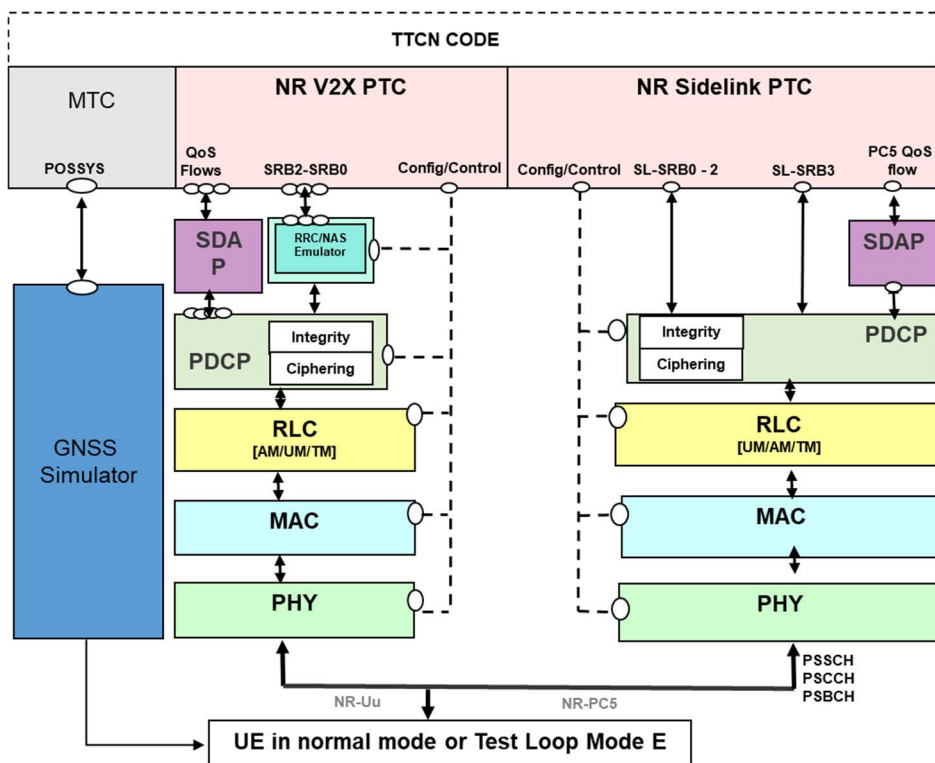 TTCN CODE
MTC
NR V2X PTC
NR Sidelink PTC
POSSYS
QoS
Flows
SRB2-SRB0
Config/Control
Config/Control
SL-SRB0 - 2
SL-SRB3
PC5 QoS
flow
SDA
P
RRC/NAS
Emulator
SDAP
PDCP
Integrity
Ciphering
Integrity
Ciphering
PDCP
GNSS
Simulator
RLC
[AM/UM/TM]
RLC
[UM/AM/TM]
MAC
MAC
PHY
PHY
PSSCH
PSCCH
PSBCH
NR-Uu
NR-PC5
UE in normal mode or Test Loop Mode E